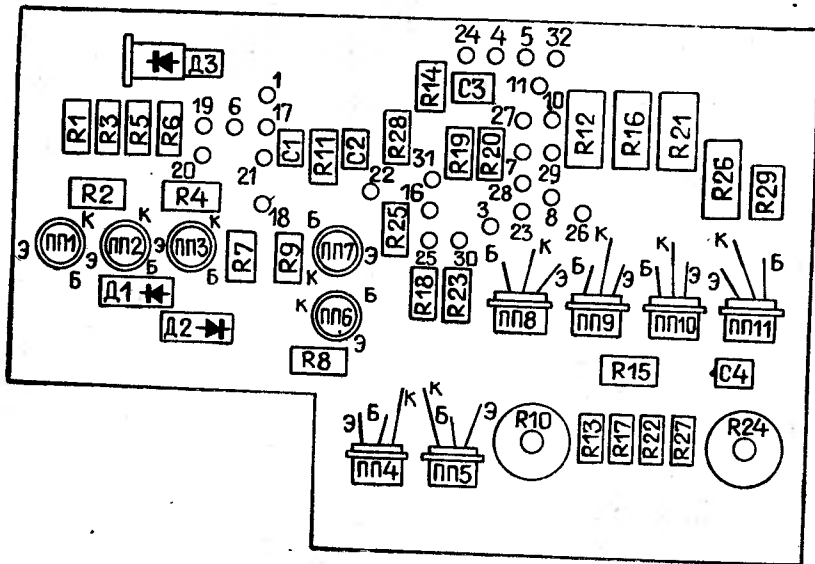 24 4 5 32
Д3
R14 C3 11
1
R1 R3 R5 R6 19 6 17
C1 R11 C2 R28
R19 R20 27 10
R12 R16 R21
20 21 22 31 7 29
R26 R29
R2 R4 18
16 28 8 26
R25 3 23
25 30
Э ПП1 К Б
Э ПП2 К Б
Э ПП3 К Б
R7 R9
Б ПП7 Э К
R18 R23
Б К Э ПП8
Б К Э ПП9
Б К Э ПП10
Э К Б ПП11
Д1
Д2
К ПП6 Б Э
R8
R15 C4
Э Б К ПП4
К Б Э ПП5
R10
R13 R17 R22 R27
R24